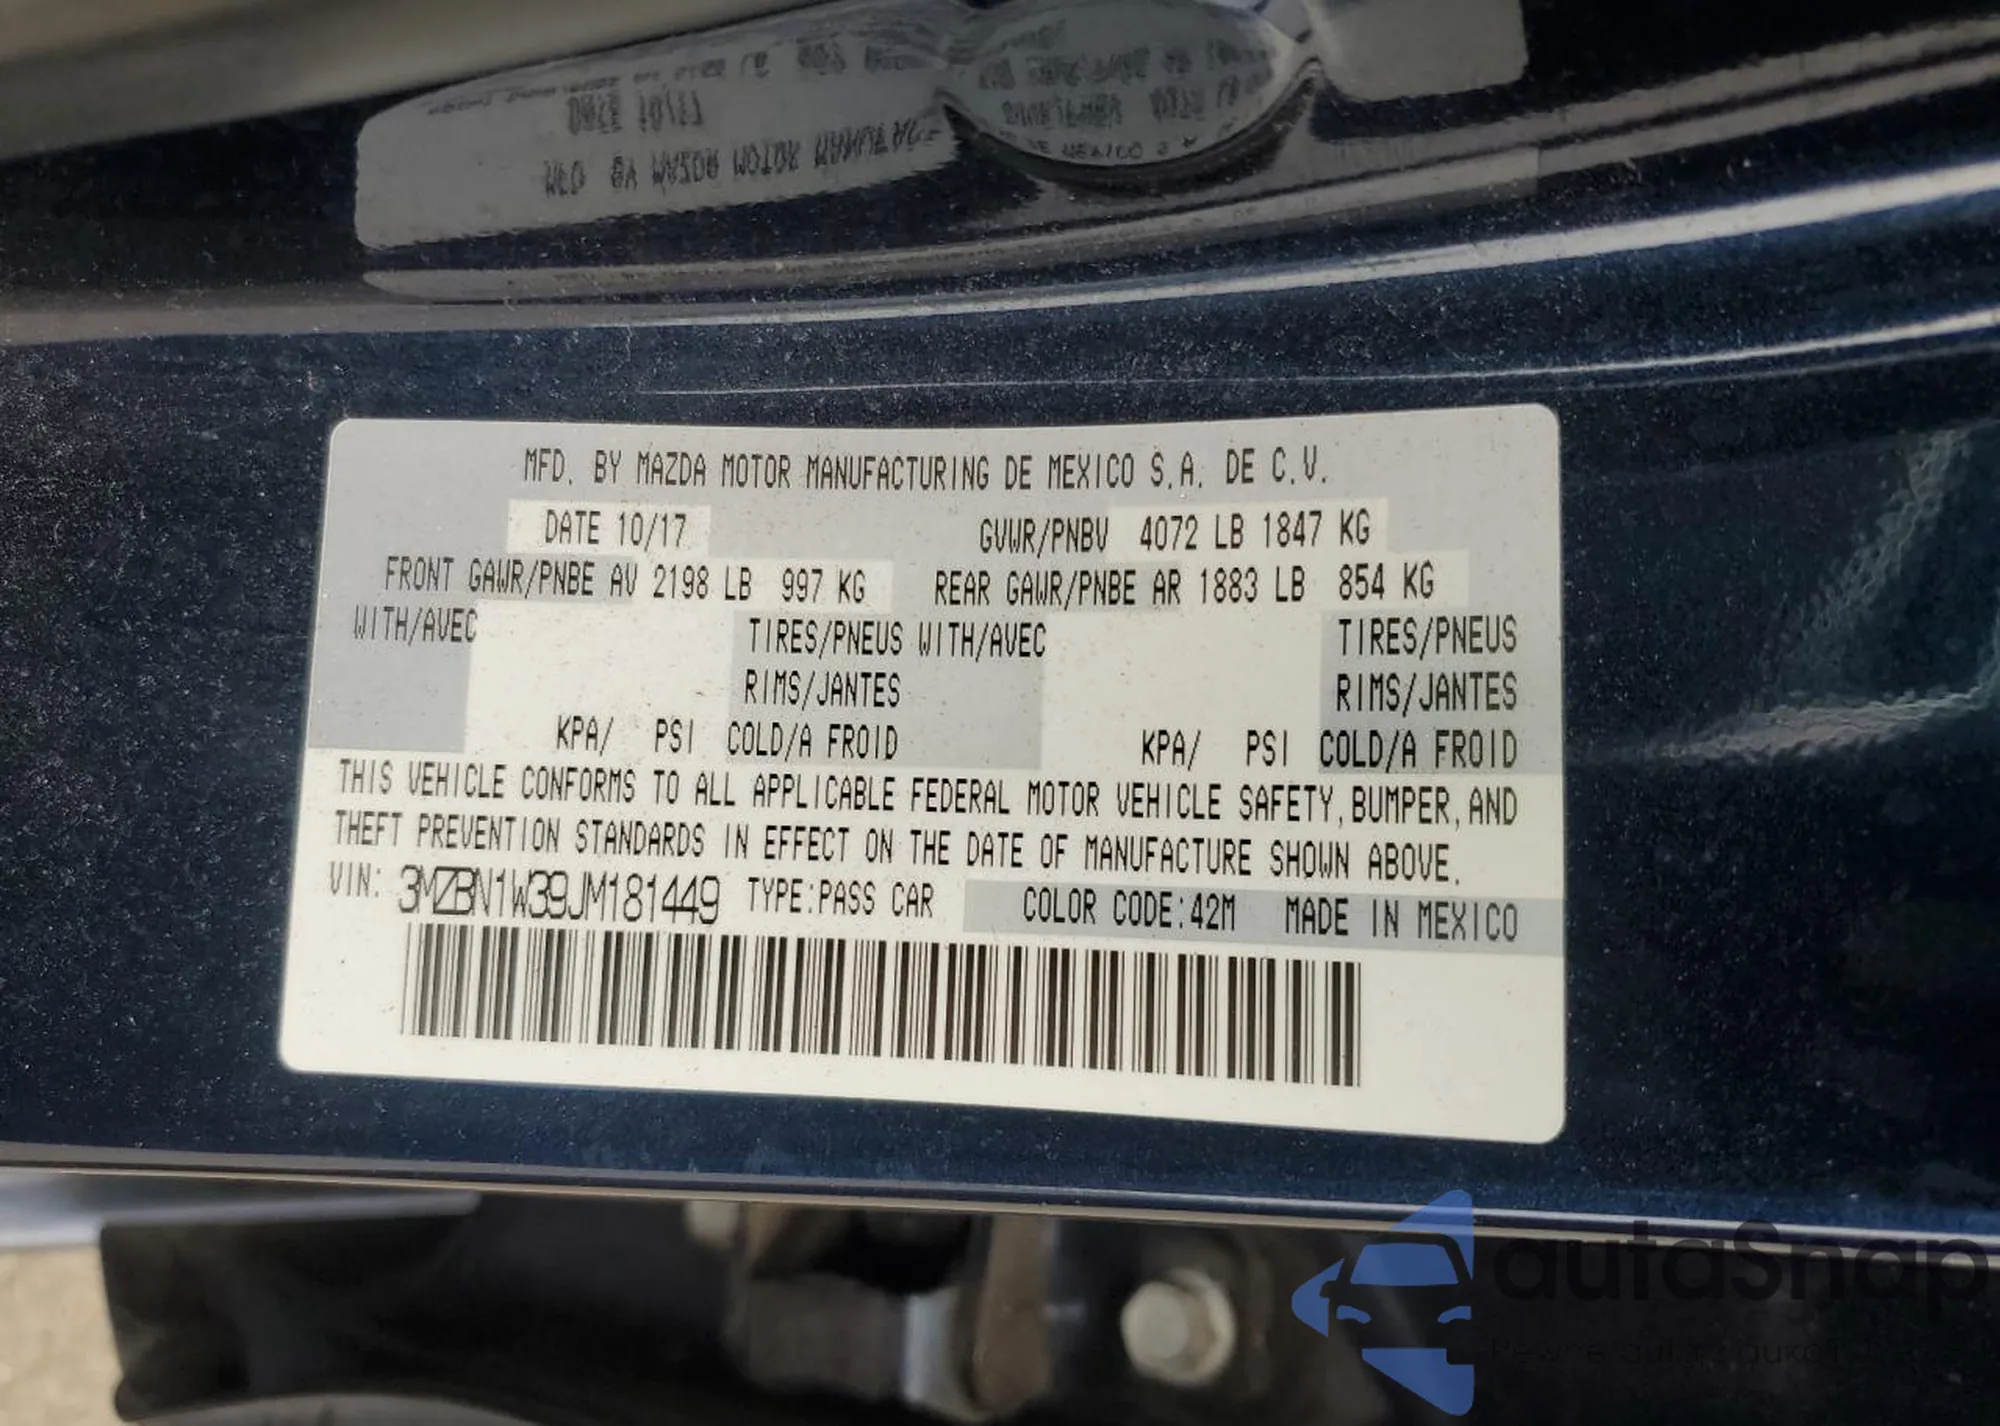 MFD. BY MAZDA MOTOR MANUFACTURING DE MEXICO S.A. DE C.V.
DATE 10/17 GVWR/PNBV 4072 LB 1847 KG
FRONT GAWR/PNBE AV 2198 LB 997 KG REAR GAWR/PNBE AR 1883 LB 854 KG
WITH/AVEC TIRES/PNEUS WITH/AVEC TIRES/PNEUS
RIMS/JANTES RIMS/JANTES
KPA/ PSI COLD/A FROID KPA/ PSI COLD/A FROID
THIS VEHICLE CONFORMS TO ALL APPLICABLE FEDERAL MOTOR VEHICLE SAFETY, BUMPER, AND
THEFT PREVENTION STANDARDS IN EFFECT ON THE DATE OF MANUFACTURE SHOWN ABOVE.
VIN: 3MZBN1W39JM181449 TYPE:PASS CAR COLOR CODE:42M MADE IN MEXICO
autoSnap